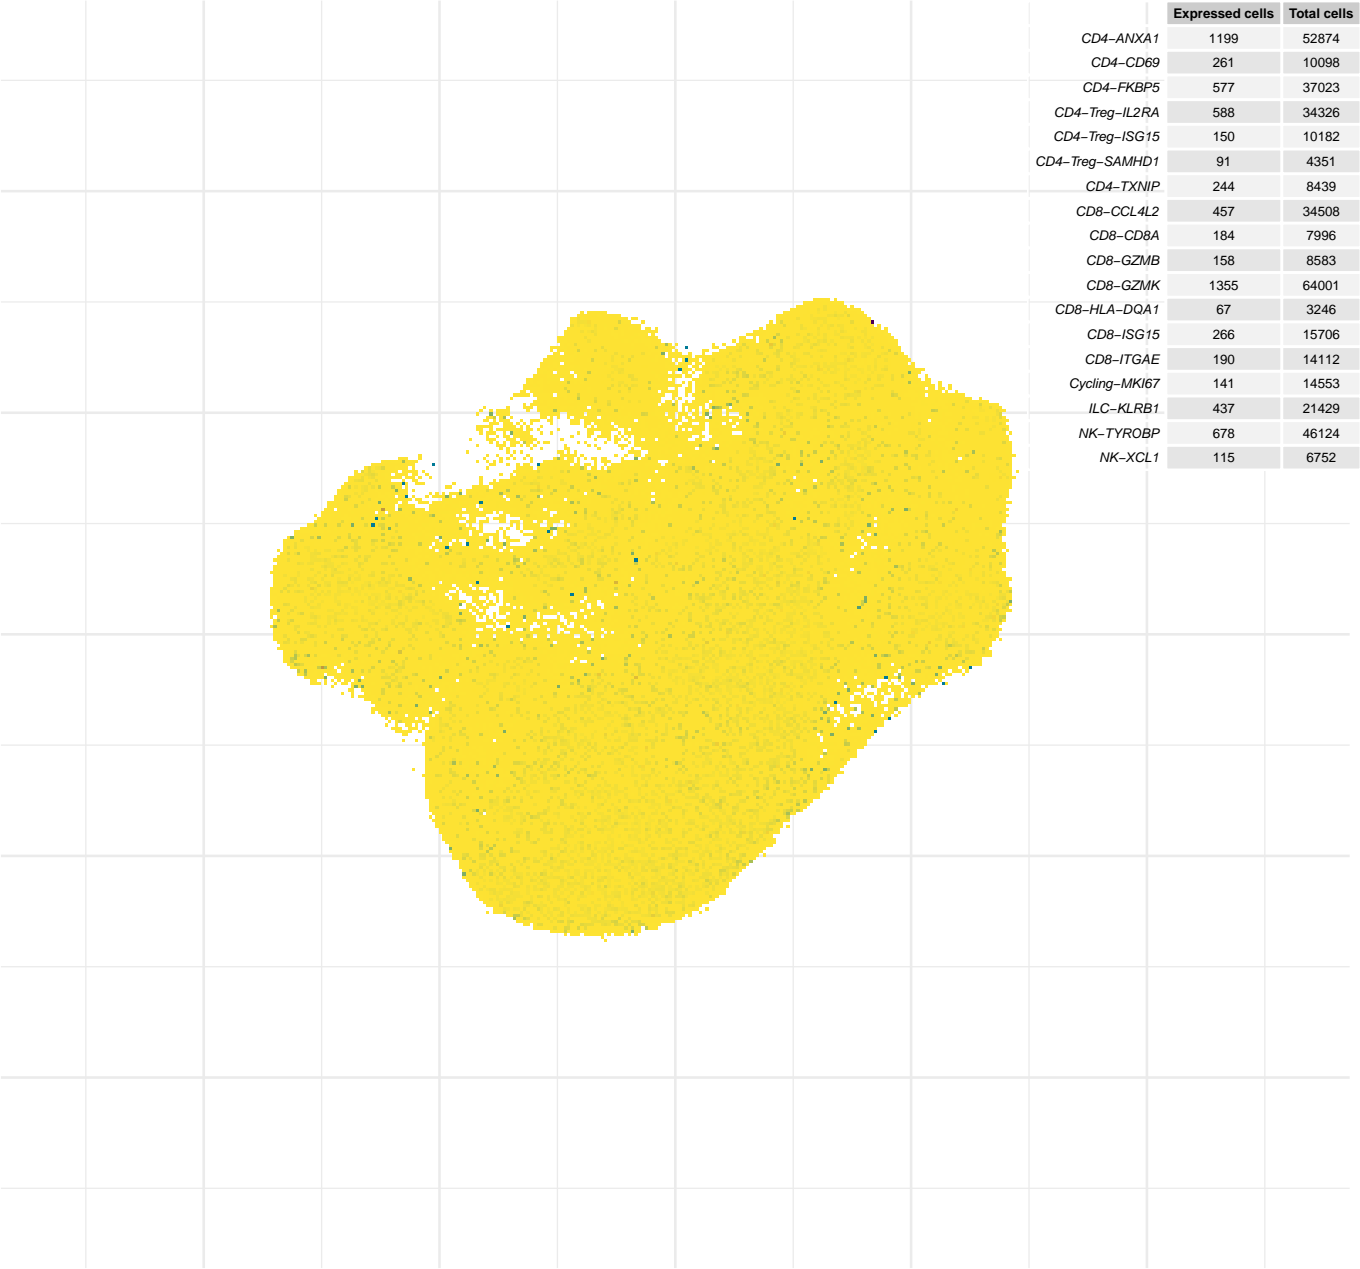 Expressed cells Total cells
CD4−ANXA1 1199 52874
CD4−CD69 261 10098
CD4−FKBP5 577 37023
CD4−Treg−IL2RA 588 34326
CD4−Treg−ISG15 150 10182
CD4−Treg−SAMHD1 91 4351
CD4−TXNIP 244 8439
CD8−CCL4L2 457 34508
CD8−CD8A 184 7996
CD8−GZMB 158 8583
CD8−GZMK 1355 64001
CD8−HLA−DQA1 67 3246
CD8−ISG15 266 15706
CD8−ITGAE 190 14112
Cycling−MKI67 141 14553
ILC−KLRB1 437 21429
NK−TYROBP 678 46124
NK−XCL1 115 6752